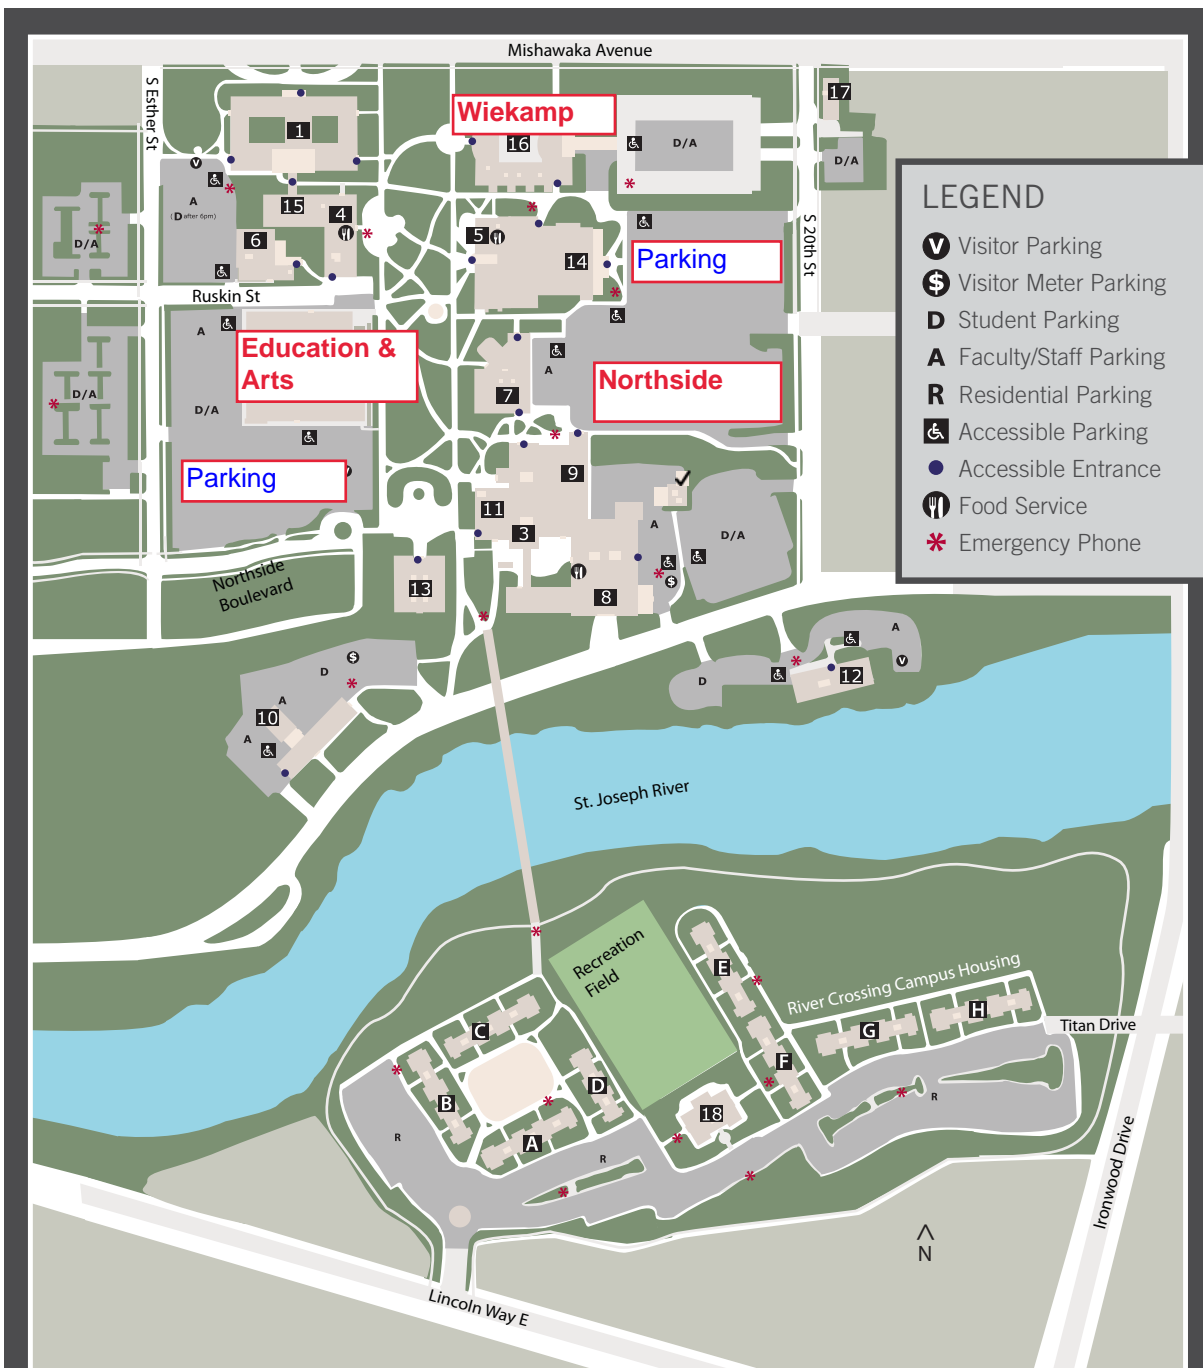 Mishawaka Avenue
S Esther St
17
Wiekamp
1
16
D/A
D/A
V
A
(D after 6pm)
15
4
6
5
14
S 20th St
D/A
Parking
Ruskin St
A
Education &
Arts
A
Northside
D/A
7
D/A
Parking
9
11
3
A
D/A
13
8
$
Northside
Boulevard
A
$
D
V
12
D
A
10
A
St. Joseph River
Recreation
Field
E
River Crossing Campus Housing
H
C
G
Titan Drive
F
D
B
R
18
R
A
R
Ironwood Drive
N
Lincoln Way E
LEGEND
V Visitor Parking
$ Visitor Meter Parking
D Student Parking
A Faculty/Staff Parking
R Residential Parking
Accessible Parking
Accessible Entrance
Food Service
* Emergency Phone